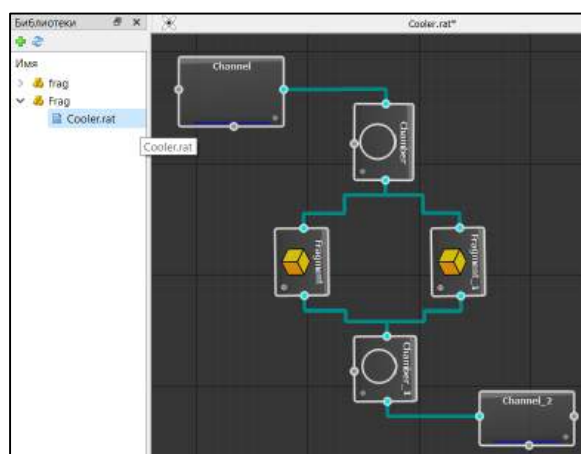 Библиотеки
Cooler.rat*
Имя
frag
Frag
Cooler.rat
Cooler.rat
Channel
Chamber
Fragment
Fragment_1
Chamber_1
Channel_2